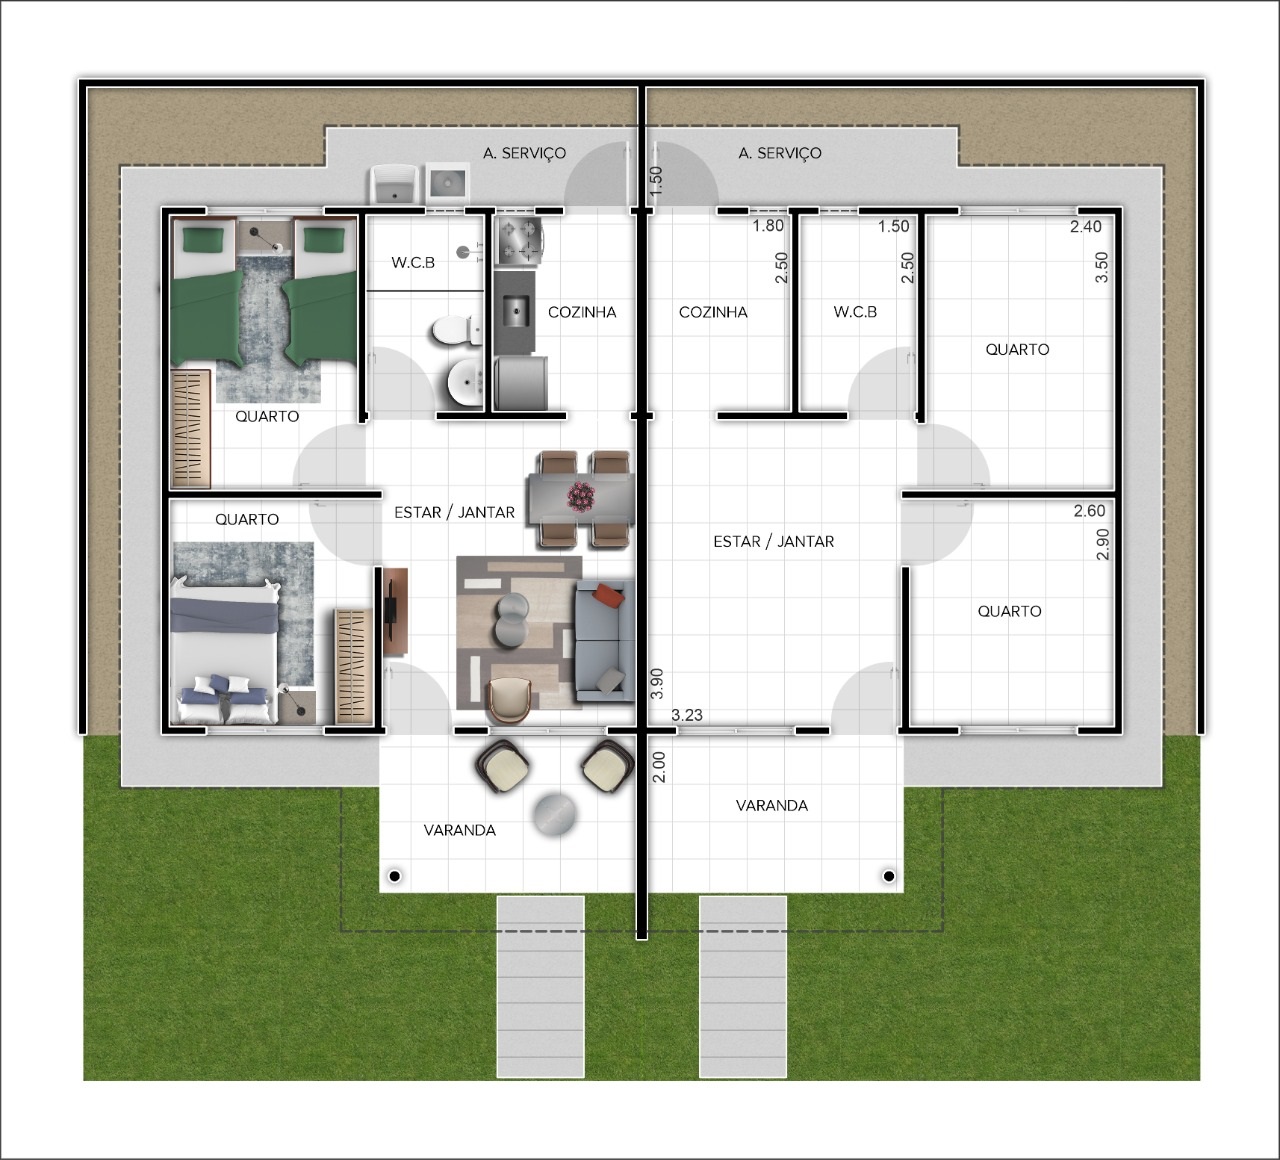 A. SERVIÇO
A. SERVIÇO
1.50
1.80
1.50
2.40
W.C.B
2.50
2.50
3.50
COZINHA
COZINHA
W.C.B
QUARTO
QUARTO
QUARTO
ESTAR / JANTAR
2.60
ESTAR / JANTAR
2.90
QUARTO
3.90
3.23
2.00
VARANDA
VARANDA